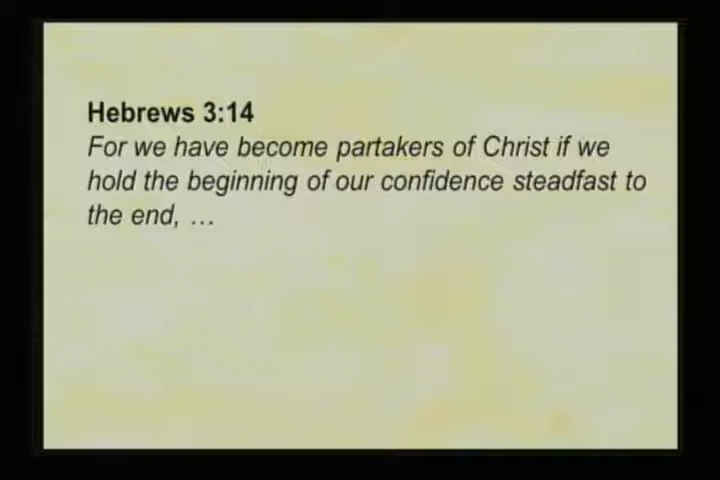 Hebrews 3:14
For we have become partakers of Christ if we
hold the beginning of our confidence steadfast to
the end, …